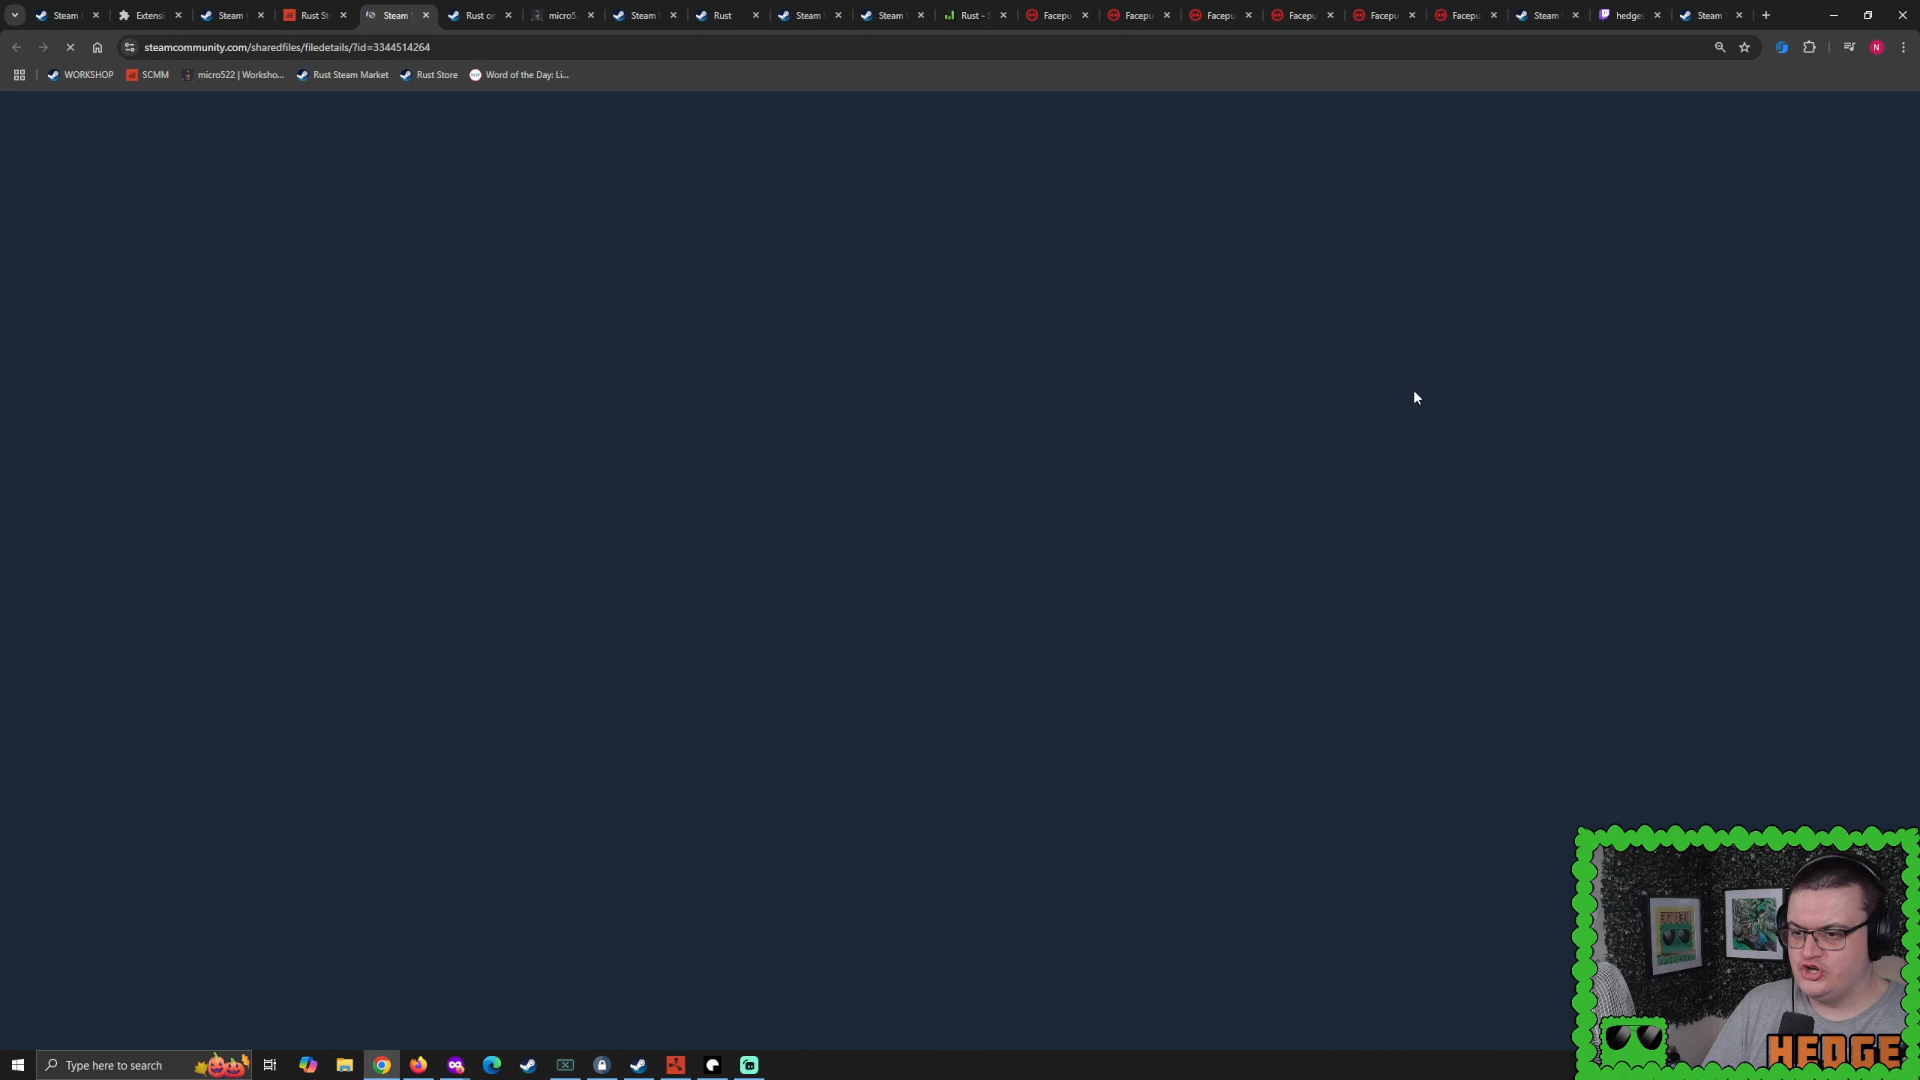 Steam
Extensi
Steam
Rust St
Steam
Rust on
micro5
Steam
Rust
Steam
Steam
Rust -
Facepu
Facepu
Facepu
Facepu
Facepu
Facepu
Steam
hedge
Steam
steamcommunity.com/sharedfiles/filedetails/?id=3344514264
N
WORKSHOP
SCMM
micro522 | Worksho...
Rust Steam Market
Rust Store
Word of the Day: Li...
Type here to search
HEDGE